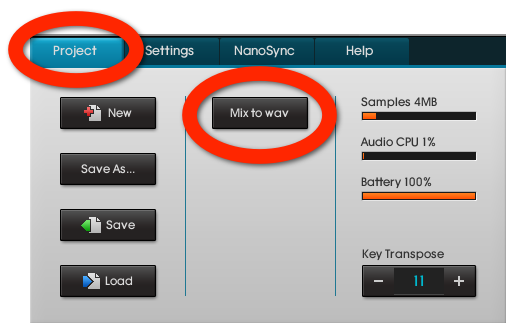 Project Settings NanoSync Help
New
Save As...
Save
Load
Mix to wav
Samples 4MB
Audio CPU 1%
Battery 100%
Key Transpose
− 11 +